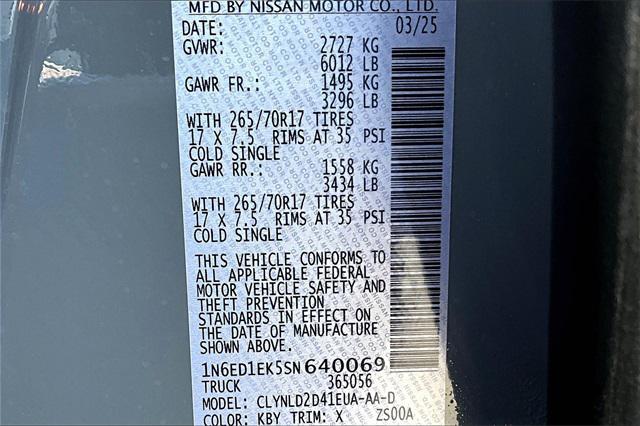 MFD BY NISSAN MOTOR CO., LTD.
DATE: 03/25
GVWR: 2727 KG
6012 LB
GAWR FR.: 1495 KG
3296 LB
WITH 265/70R17 TIRES
17 X 7.5 RIMS AT 35 PSI
COLD SINGLE
GAWR RR.: 1558 KG
3434 LB
WITH 265/70R17 TIRES
17 X 7.5 RIMS AT 35 PSI
COLD SINGLE
THIS VEHICLE CONFORMS TO
ALL APPLICABLE FEDERAL
MOTOR VEHICLE SAFETY AND
THEFT PREVENTION
STANDARDS IN EFFECT ON
THE DATE OF MANUFACTURE
SHOWN ABOVE.
1N6ED1EK5SN640069
TRUCK 365056
MODEL: CLYNLD2D41EUA-AA-D
COLOR: KBY TRIM: X ZS00A